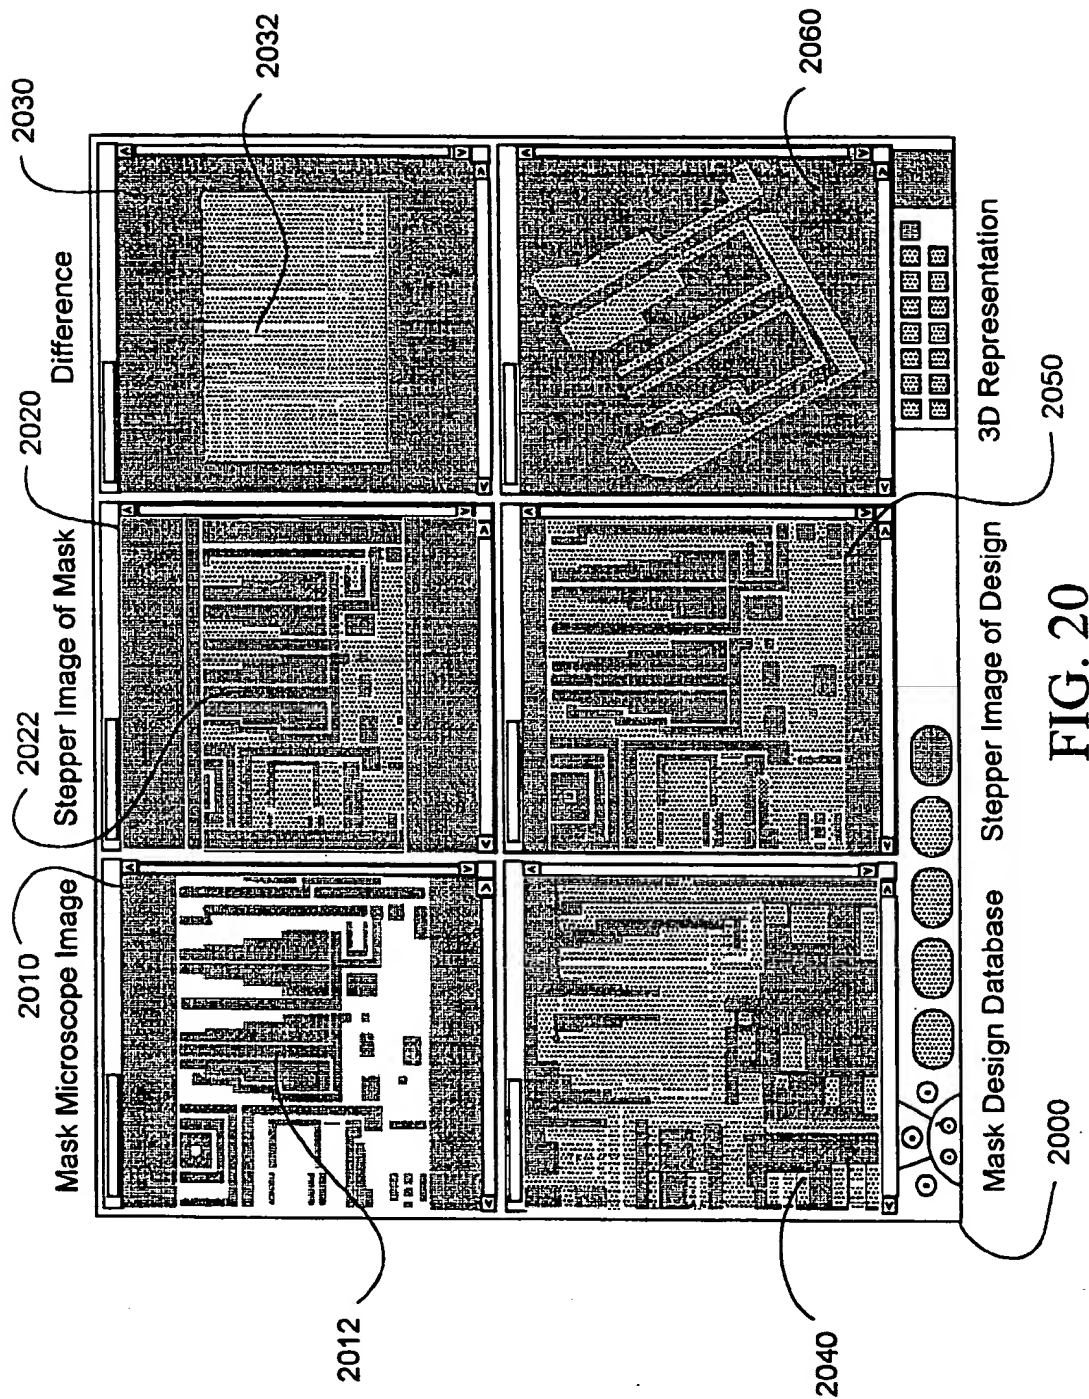 2010
2022
2020
2030
Mask Microscope Image
Stepper Image of Mask
Difference
2032
2012
2060
2040
2050
2000
Mask Design Database
Stepper Image of Design
3D Representation
FIG. 20